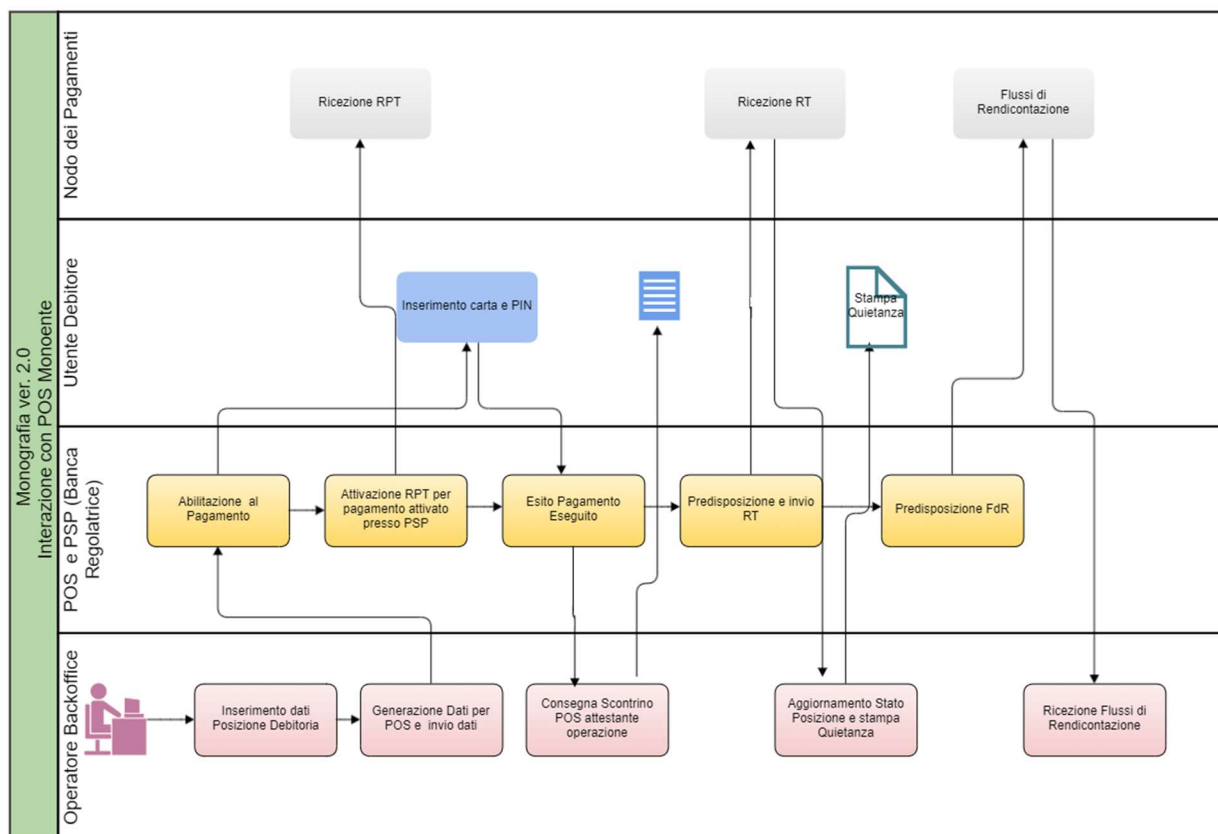 Monografia ver. 2.0
Interazione con POS Monoente
Nodo dei Pagamenti
Ricezione RPT
Ricezione RT
Flussi di
Rendicontazione
Utente Debitore
Inserimento carta e PIN
Stampa
Quietanza
POS e PSP (Banca
Regolatrice)
Abilitazione al
Pagamento
Attivazione RPT per
pagamento attivato
presso PSP
Esito Pagamento
Eseguito
Predisposizione e invio
RT
Predisposizione FdR
Operatore Backoffice
Inserimento dati
Posizione Debitoria
Generazione Dati per
POS e invio dati
Consegna Scontrino
POS attestante
operazione
Aggiornamento Stato
Posizione e stampa
Quietanza
Ricezione Flussi di
Rendicontazione